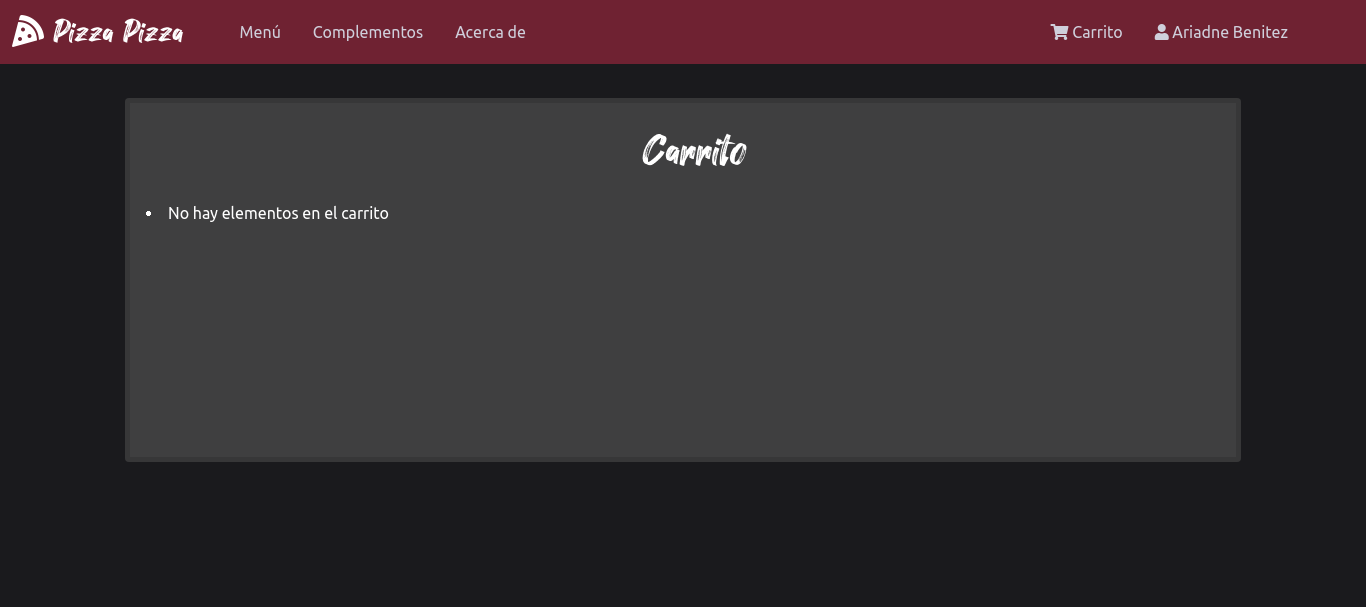 Pizza Pizza Menú Complementos Acerca de Carrito Ariadne Benitez
Carrito
• No hay elementos en el carrito